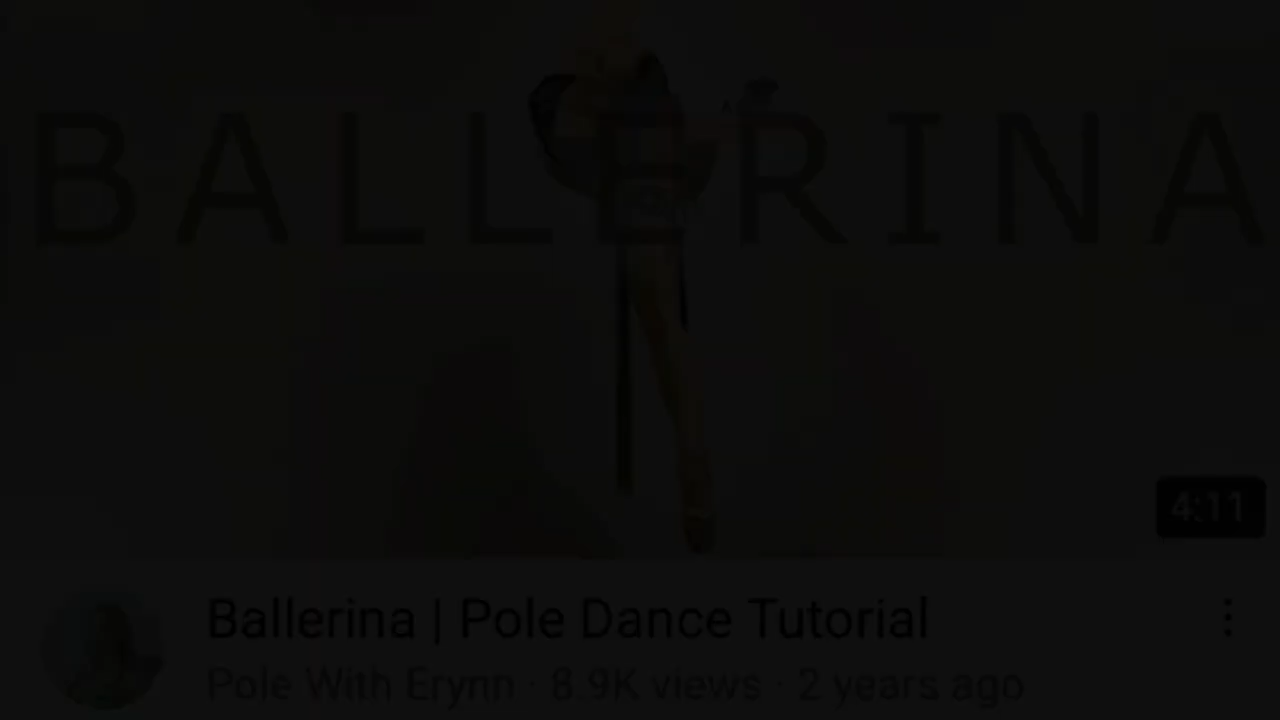 BALLERINA
4:11
Ballerina | Pole Dance Tutorial
Pole With Erynn · 8.9K views · 2 years ago